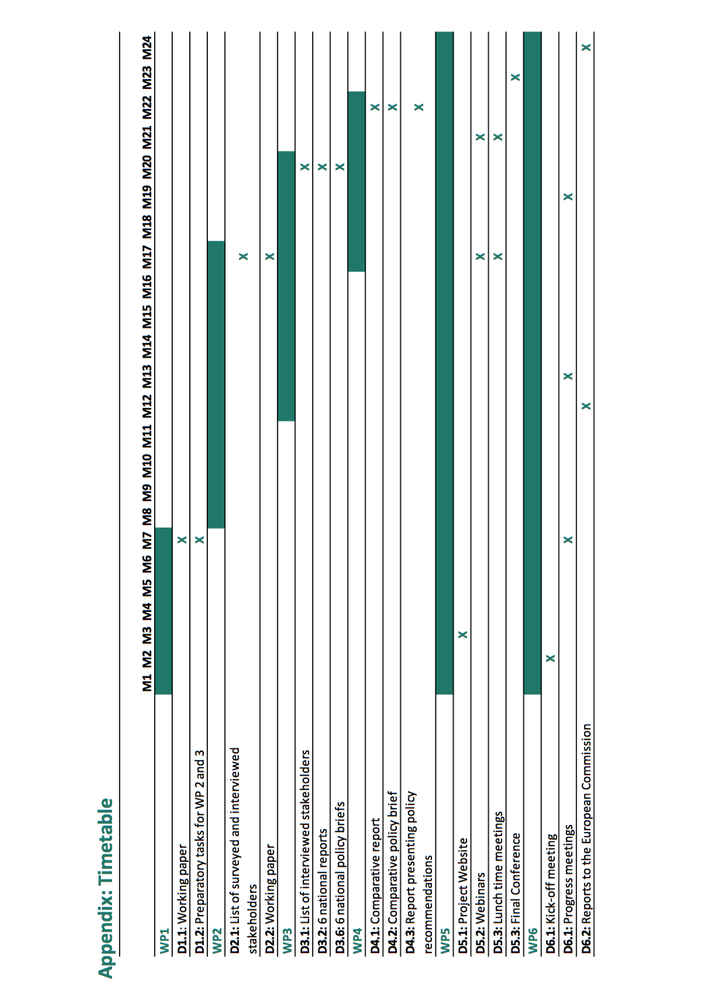 Appendix: Timetable
M1 M2 M3 M4 M5 M6 M7 M8 M9 M10 M11 M12 M13 M14 M15 M16 M17 M18 M19 M20 M21 M22 M23 M24
WP1
D1.1: Working paper X
D1.2: Preparatory tasks for WP 2 and 3 X
WP2
D2.1: List of surveyed and interviewed X
stakeholders
D2.2: Working paper X
WP3
D3.1: List of interviewed stakeholders X
D3.2: 6 national reports X
D3.6: 6 national policy briefs X
WP4
D4.1: Comparative report X
D4.2: Comparative policy brief X
D4.3: Report presenting policy X
recommendations
WP5
D5.1: Project Website X
D5.2: Webinars X X
D5.3: Lunch time meetings X X
D5.3: Final Conference X
WP6
D6.1: Kick-off meeting X
D6.1: Progress meetings X X X
D6.2: Reports to the European Commission X X